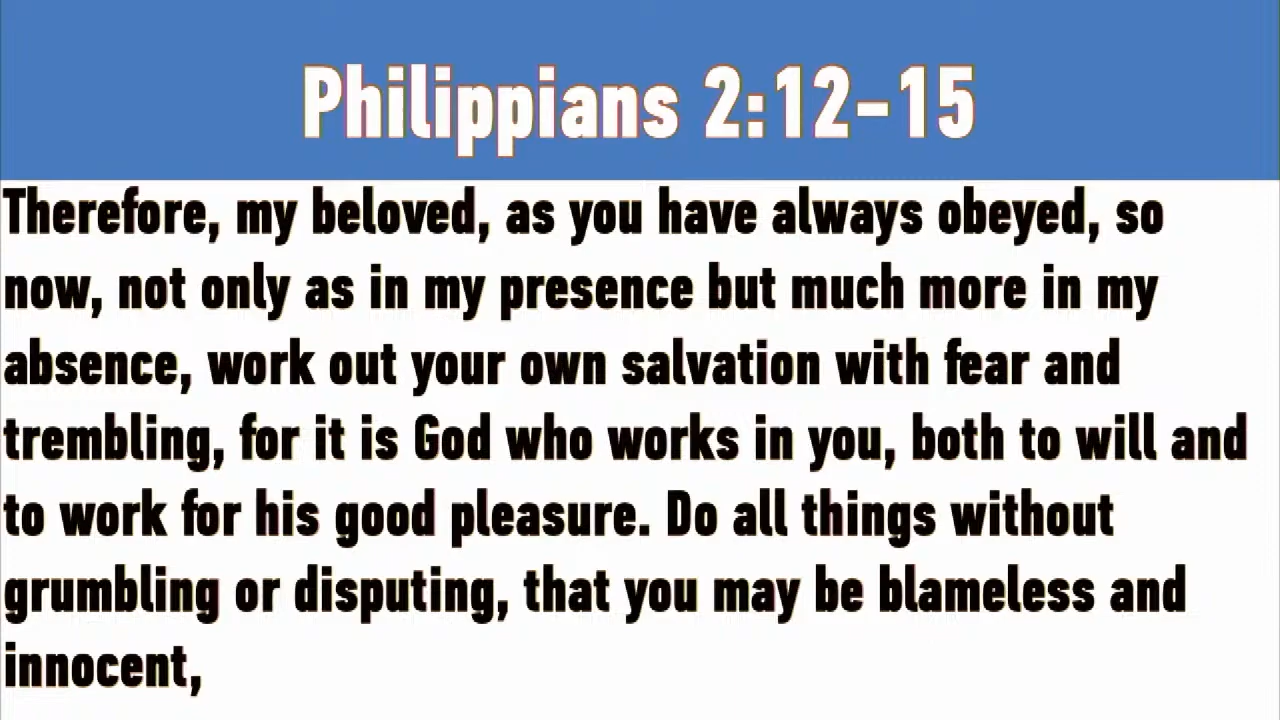 Philippians 2:12-15
Therefore, my beloved, as you have always obeyed, so
now, not only as in my presence but much more in my
absence, work out your own salvation with fear and
trembling, for it is God who works in you, both to will and
to work for his good pleasure. Do all things without
grumbling or disputing, that you may be blameless and
innocent,